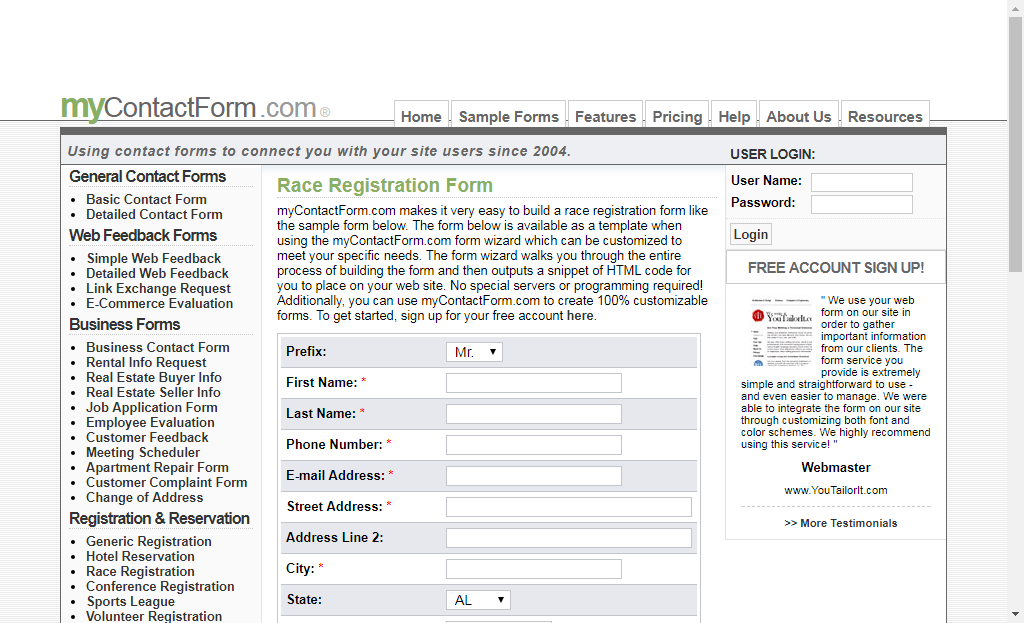 myContactForm.com®
Home
Sample Forms
Features
Pricing
Help
About Us
Resources
Using contact forms to connect you with your site users since 2004.
USER LOGIN:
General Contact Forms
Basic Contact Form
Detailed Contact Form
Web Feedback Forms
Simple Web Feedback
Detailed Web Feedback
Link Exchange Request
E-Commerce Evaluation
Business Forms
Business Contact Form
Rental Info Request
Real Estate Buyer Info
Real Estate Seller Info
Job Application Form
Employee Evaluation
Customer Feedback
Meeting Scheduler
Apartment Repair Form
Customer Complaint Form
Change of Address
Registration & Reservation
Generic Registration
Hotel Reservation
Race Registration
Conference Registration
Sports League
Volunteer Registration
Race Registration Form
myContactForm.com makes it very easy to build a race registration form like
the sample form below. The form below is available as a template when
using the myContactForm.com form wizard which can be customized to
meet your specific needs. The form wizard walks you through the entire
process of building the form and then outputs a snippet of HTML code for
you to place on your web site. No special servers or programming required!
Additionally, you can use myContactForm.com to create 100% customizable
forms. To get started, sign up for your free account here.
Prefix: Mr.
First Name: *
Last Name: *
Phone Number: *
E-mail Address: *
Street Address: *
Address Line 2:
City: *
State: AL
User Name:
Password:
Login
FREE ACCOUNT SIGN UP!
YouTailorIt.c
" We use your web
form on our site in
order to gather
important information
from our clients. The
form service you
provide is extremely
simple and straightforward to use -
and even easier to manage. We were
able to integrate the form on our site
through customizing both font and
color schemes. We highly recommend
using this service! "
Webmaster
www.YouTailorIt.com
>> More Testimonials